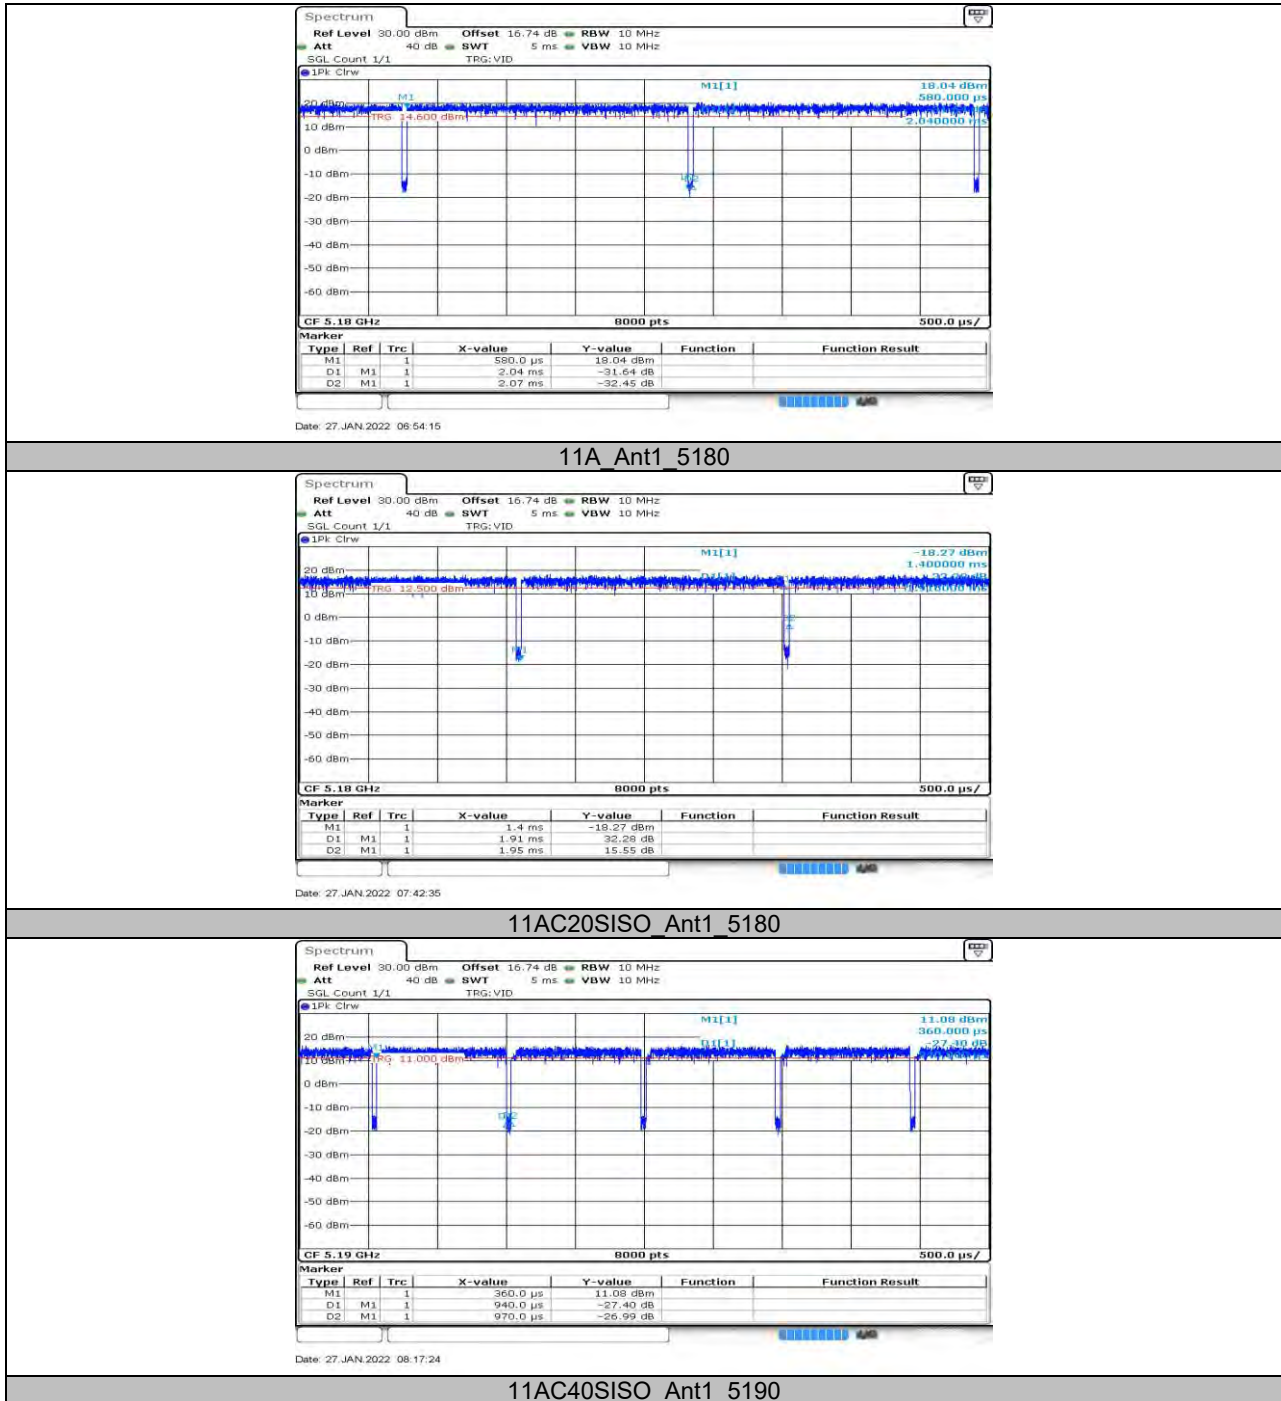 Spectrum
Ref Level 30.00 dBm Offset 16.74 dB RBW 10 MHz
Att 40 dB SWT 5 ms VBW 10 MHz
SGL Count 1/1 TRG: VID
1Pk Clrw
M1[1] 18.04 dBm
580.000 µs
M1
20 dBm
TRG 14.600 dBm
2.040000 ms
10 dBm
0 dBm
-10 dBm
-20 dBm
-30 dBm
-40 dBm
-50 dBm
-60 dBm
CF 5.18 GHz 8000 pts 500.0 µs/
Marker
Type Ref Trc X-value Y-value Function Function Result
M1 1 580.0 µs 18.04 dBm
D1 M1 1 2.04 ms -31.64 dB
D2 M1 1 2.07 ms -32.45 dB
Date: 27.JAN.2022 06:54:15
11A_Ant1_5180
Spectrum
Ref Level 30.00 dBm Offset 16.74 dB RBW 10 MHz
Att 40 dB SWT 5 ms VBW 10 MHz
SGL Count 1/1 TRG: VID
1Pk Clrw
M1[1] -18.27 dBm
1.400000 ms
20 dBm
10 dBm
TRG 12.500 dBm
0 dBm
-10 dBm
-20 dBm
-30 dBm
-40 dBm
-50 dBm
-60 dBm
CF 5.18 GHz 8000 pts 500.0 µs/
Marker
Type Ref Trc X-value Y-value Function Function Result
M1 1 1.4 ms -18.27 dBm
D1 M1 1 1.91 ms 32.28 dB
D2 M1 1 1.95 ms 15.55 dB
Date: 27.JAN.2022 07:42:35
11AC20SISO_Ant1_5180
Spectrum
Ref Level 30.00 dBm Offset 16.74 dB RBW 10 MHz
Att 40 dB SWT 5 ms VBW 10 MHz
SGL Count 1/1 TRG: VID
1Pk Clrw
M1[1] 11.08 dBm
360.000 µs
20 dBm
D1[1] -27.40 dB
10 dBm
TRG 11.000 dBm
0 dBm
-10 dBm
-20 dBm
-30 dBm
-40 dBm
-50 dBm
-60 dBm
CF 5.19 GHz 8000 pts 500.0 µs/
Marker
Type Ref Trc X-value Y-value Function Function Result
M1 1 360.0 µs 11.08 dBm
D1 M1 1 940.0 µs -27.40 dB
D2 M1 1 970.0 µs -26.99 dB
Date: 27.JAN.2022 08:17:24
11AC40SISO_Ant1_5190